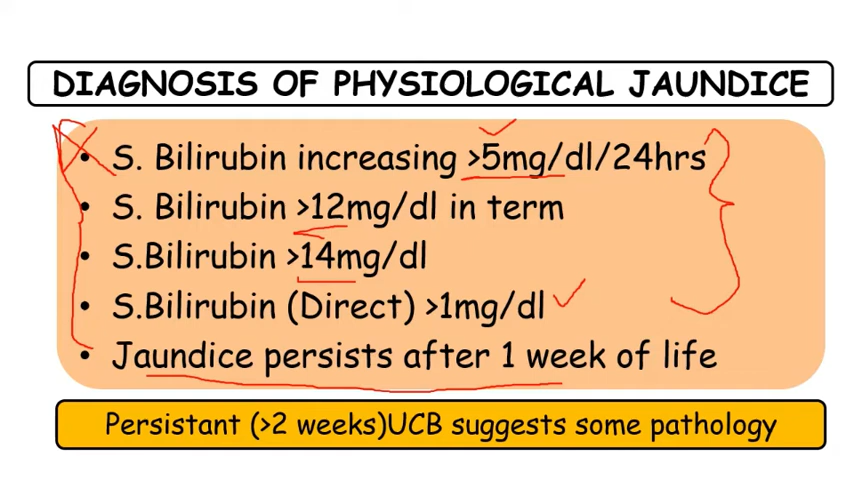 DIAGNOSIS OF PHYSIOLOGICAL JAUNDICE
• S. Bilirubin increasing >5mg/dl/24hrs
• S. Bilirubin >12mg/dl in term
• S.Bilirubin >14mg/dl
• S.Bilirubin (Direct) >1mg/dl
• Jaundice persists after 1 week of life
Persistant (>2 weeks)UCB suggests some pathology